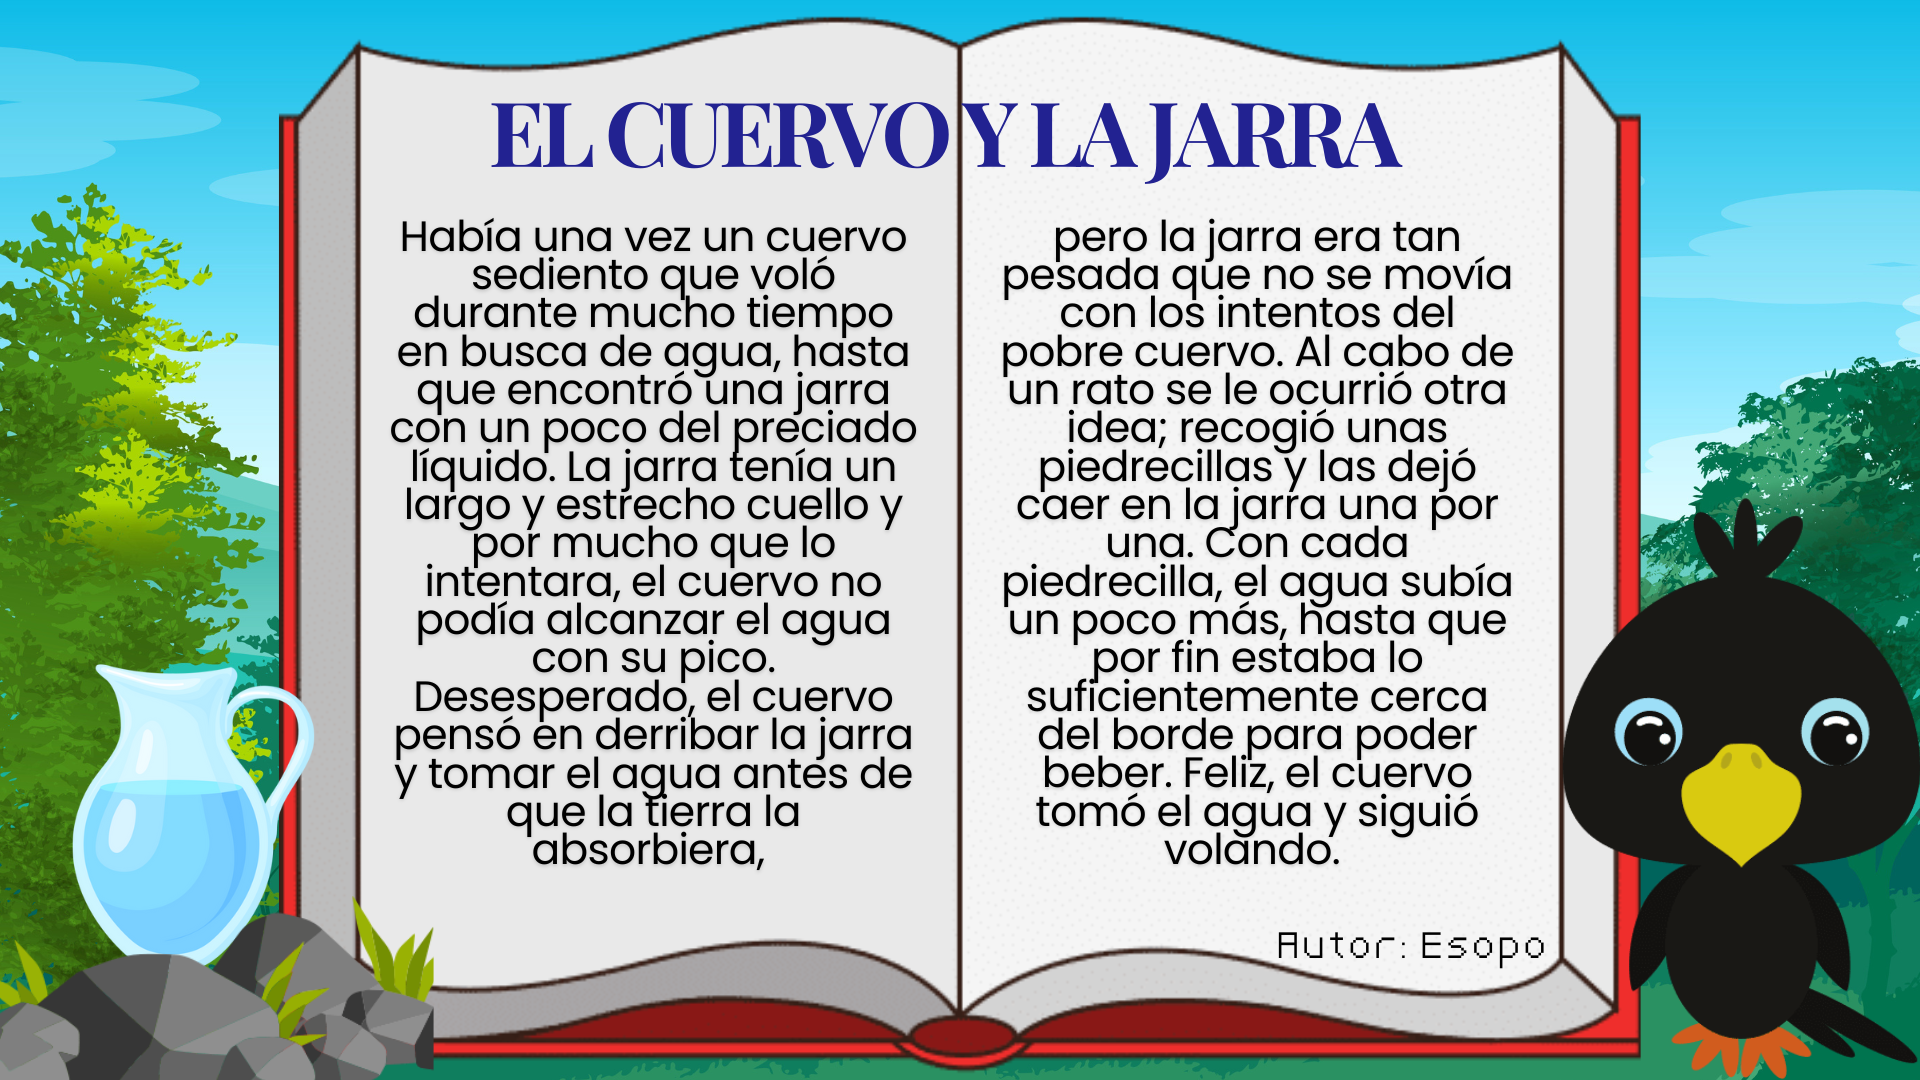 EL CUERVO Y LA JARRA
Había una vez un cuervo
sediento que voló
durante mucho tiempo
en busca de agua, hasta
que encontró una jarra
con un poco del preciado
líquido. La jarra tenía un
largo y estrecho cuello y
por mucho que lo
intentara, el cuervo no
podía alcanzar el agua
con su pico.
Desesperado, el cuervo
pensó en derribar la jarra
y tomar el agua antes de
que la tierra la
absorbiera,
pero la jarra era tan
pesada que no se movía
con los intentos del
pobre cuervo. Al cabo de
un rato se le ocurrió otra
idea; recogió unas
piedrecillas y las dejó
caer en la jarra una por
una. Con cada
piedrecilla, el agua subía
un poco más, hasta que
por fin estaba lo
suficientemente cerca
del borde para poder
beber. Feliz, el cuervo
tomó el agua y siguió
volando.
Autor: Esopo